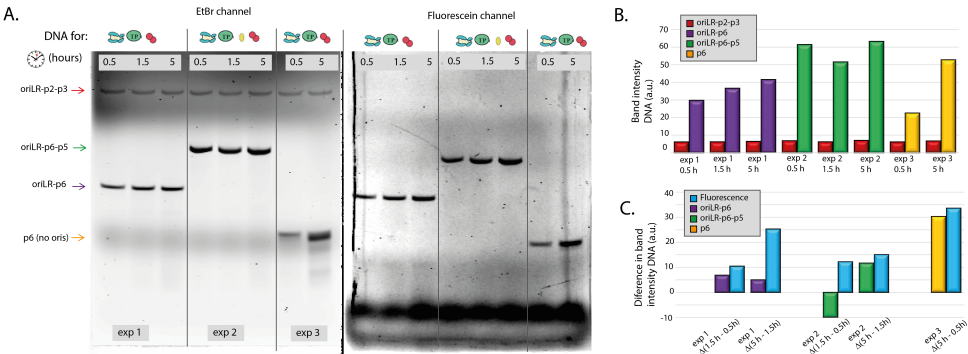 A.
EtBr channel
Fluorescein channel
DNA for:
TP
TP
TP
TP
TP
TP
(hours)
0.5 1.5 5
0.5 1.5 5
0.5 5
0.5 1.5 5
0.5 1.5 5
0.5 5
oriLR-p2-p3
oriLR-p6-p5
oriLR-p6
p6 (no oris)
exp 1
exp 2
exp 3
B.
oriLR-p2-p3
oriLR-p6
oriLR-p6-p5
p6
Band intensity
DNA (a.u.)
70
60
50
40
30
20
10
0
exp 1
0.5 h
exp 1
1.5 h
exp 1
5 h
exp 2
0.5 h
exp 2
1.5 h
exp 2
5 h
exp 3
0.5 h
exp 3
5 h
C.
Fluorescence
oriLR-p6
oriLR-p6-p5
p6
Diference in band
intensity DNA (a.u.)
40
30
20
10
0
-10
exp 1
Δ(1.5h - 0.5h)
exp 1
Δ(5h - 1.5h)
exp 2
(1.5h - 0.5h)
exp 2
Δ(5h - 1.5h)
exp 3
Δ(5h - 0.5h)